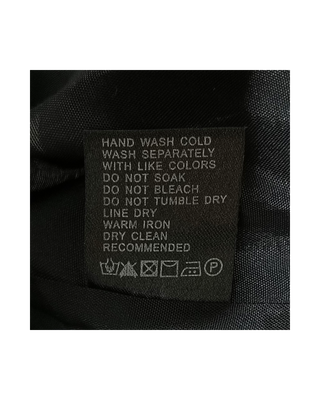 HAND WASH COLD
WASH SEPARATELY
WITH LIKE COLORS
DO NOT SOAK
DO NOT BLEACH
DO NOT TUMBLE DRY
LINE DRY
WARM IRON
DRY CLEAN
RECOMMENDED
P